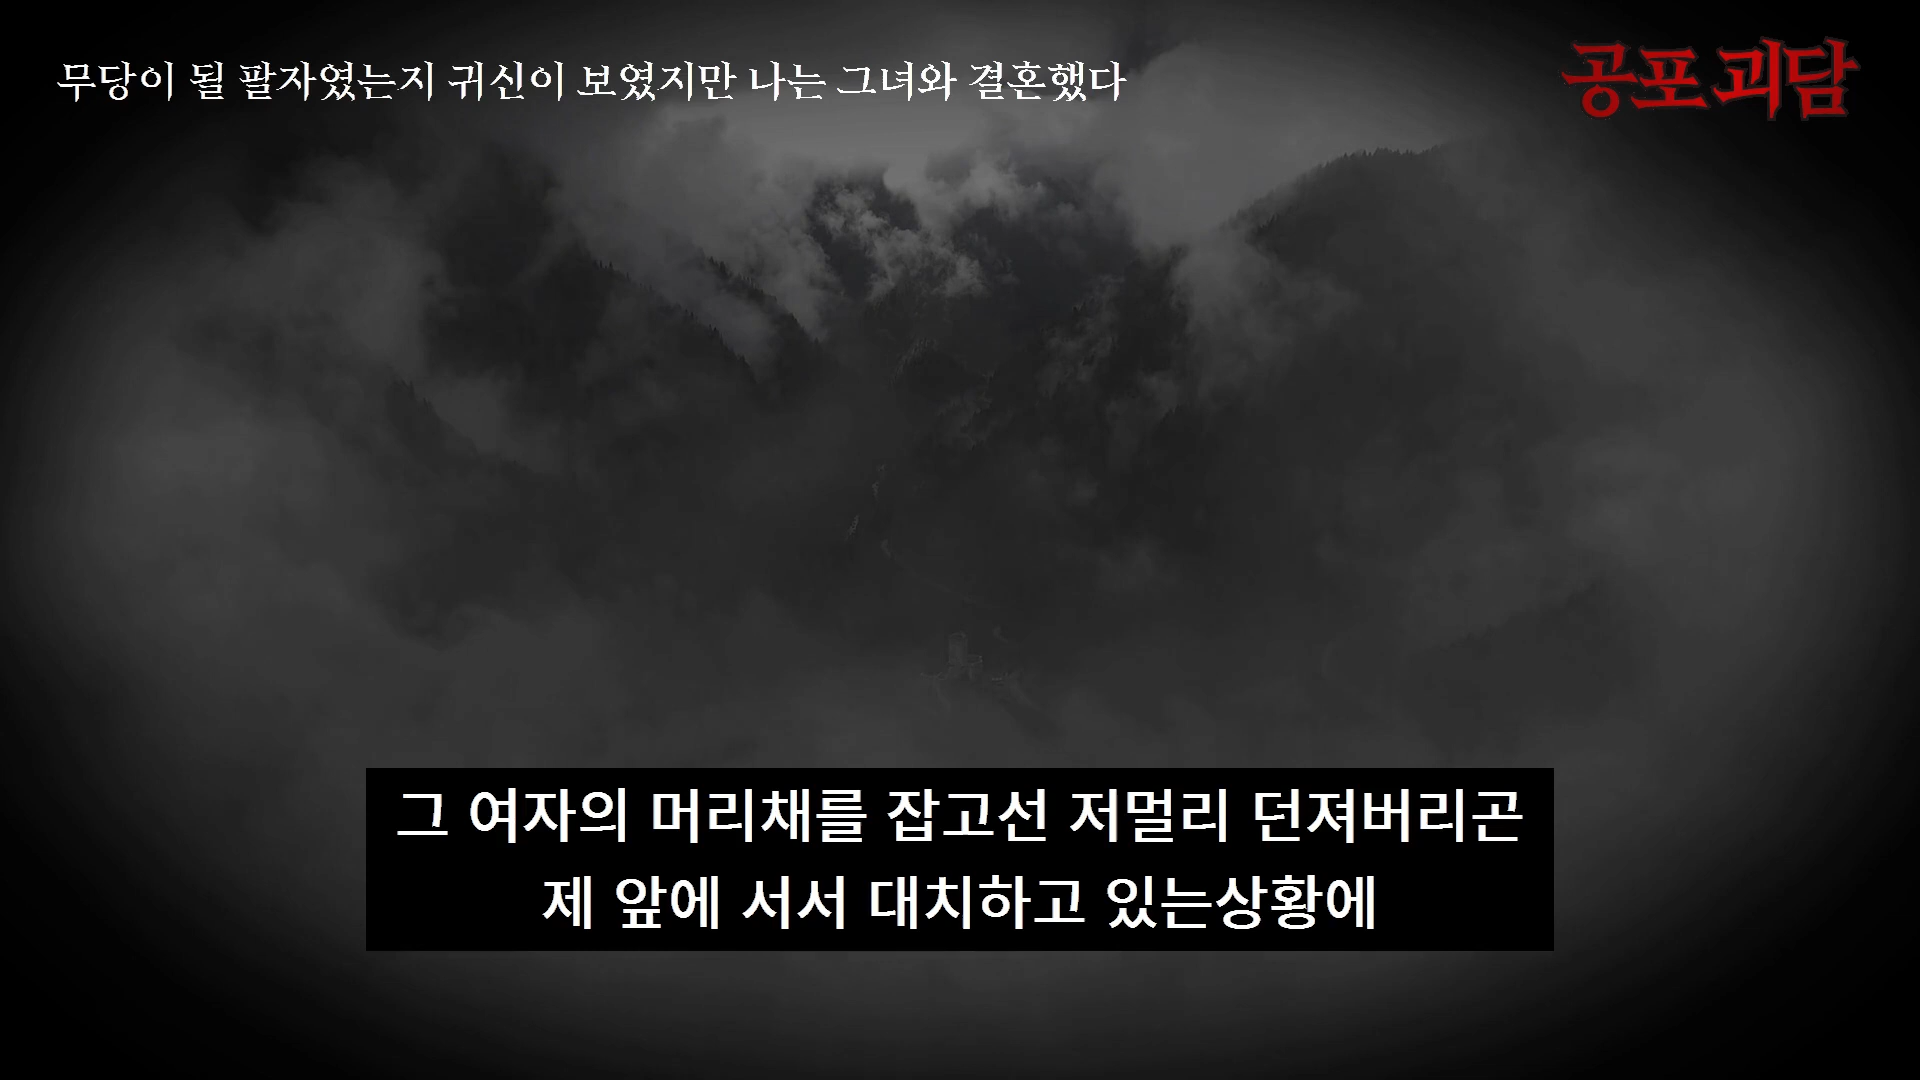 무당이 될 팔자였는지 귀신이 보였지만 나는 그녀와 결혼했다
공포괴담
그 여자의 머리채를 잡고선 저멀리 던져버리곤
제 앞에 서서 대치하고 있는상황에